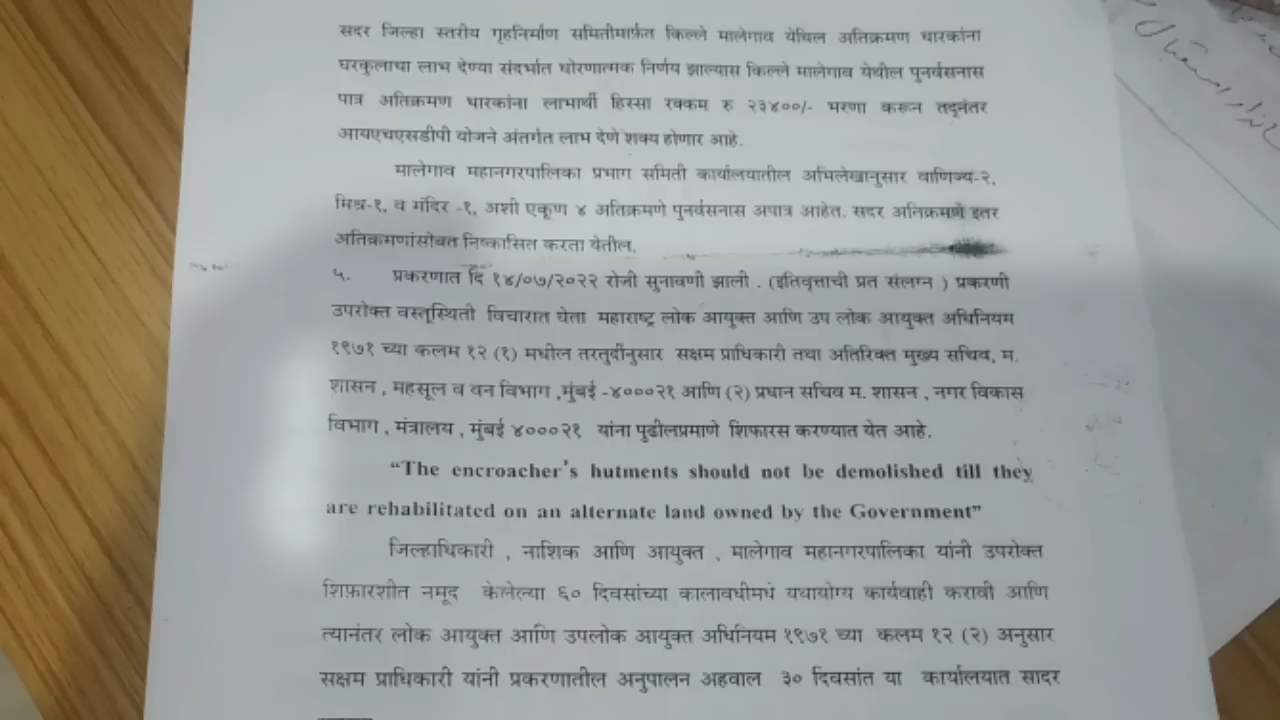 सदर जिल्हा स्तरीय गृहनिर्माण समितीमार्फत किल्ले मालेगाव येथिल अतिक्रमण धारकांना
घरकुलाचा लाभ देण्या संदर्भात धोरणात्मक निर्णय झाल्यास किल्ले मालेगाव येथील पुनर्वसनास
पात्र अतिक्रमण धारकांना लाभार्थी हिस्सा रक्कम रु २३४००/- भरणा करून तद्नंतर
आयएचएसडीपी योजने अंतर्गत लाभ देणे शक्य होणार आहे.
मालेगाव महानगरपालिका प्रभाग समिती कार्यालयातील अभिलेखानुसार वाणिज्य-२,
मिश्र-१, व मंदिर -१, अशी एकूण ४ अतिक्रमणे पुनर्वसनास अपात्र आहेत. सदर अतिक्रमणे इतर
अतिक्रमणांसोबत निष्कासित करता येतील.
५. प्रकरणात दि १४/०७/२०२२ रोजी सुनावणी झाली . (इतिवृत्ताची प्रत संलग्न ) प्रकरणी
उपरोक्त वस्तूस्थिती विचारात घेता महाराष्ट्र लोक आयुक्त आणि उप लोक आयुक्त अधिनियम
१९७१ च्या कलम १२ (१) मधील तरतुदींनुसार सक्षम प्राधिकारी तथा अतिरिक्त मुख्य सचिव, म.
शासन , महसूल व वन विभाग ,मुंबई -४०००२१ आणि (२) प्रधान सचिव म. शासन , नगर विकास
विभाग , मंत्रालय , मुंबई ४०००२१ यांना पुढीलप्रमाणे शिफारस करण्यात येत आहे.
“The encroacher’s hutments should not be demolished till they
are rehabilitated on an alternate land owned by the Government”
जिल्हाधिकारी , नाशिक आणि आयुक्त , मालेगाव महानगरपालिका यांनी उपरोक्त
शिफ़ारशीत नमूद केलेल्या ६० दिवसांच्या कालावधीमधे यथायोग्य कार्यवाही करावी आणि
त्यानंतर लोक आयुक्त आणि उपलोक आयुक्त अधिनियम १९७१ च्या कलम १२ (२) अनुसार
सक्षम प्राधिकारी यांनी प्रकरणातील अनुपालन अहवाल ३० दिवसांत या कार्यालयात सादर